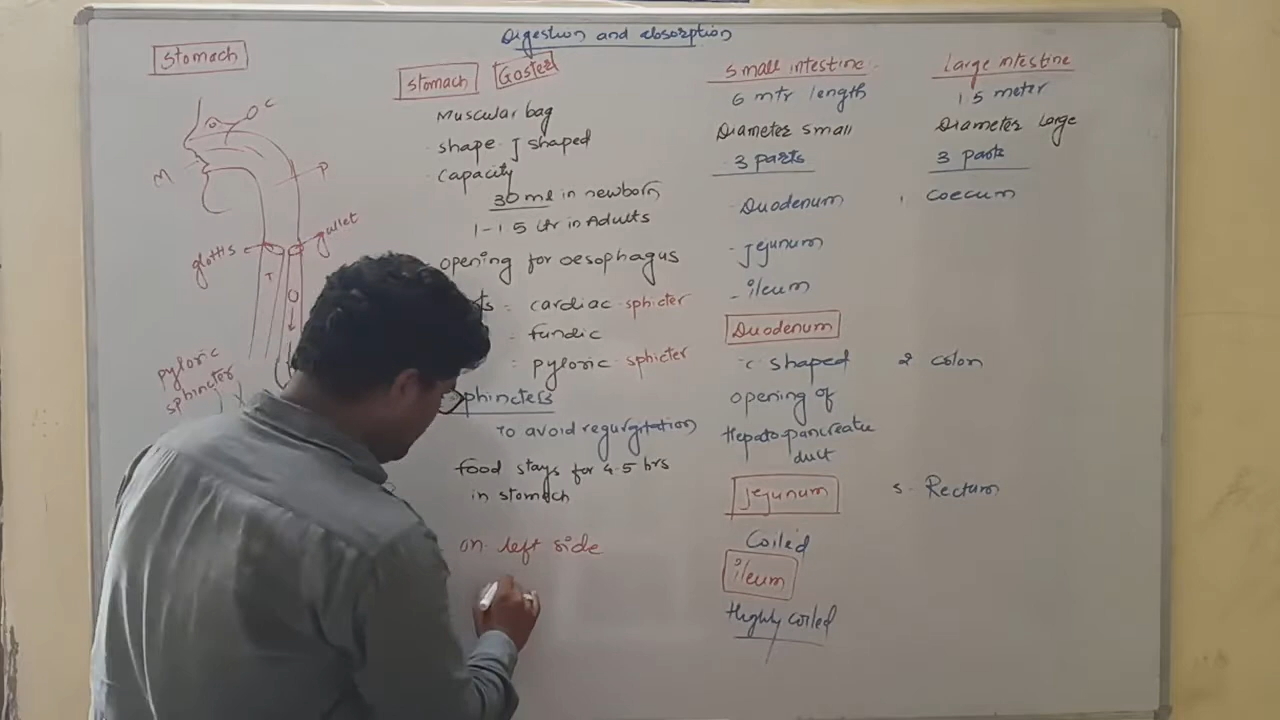 Digestion and absorption
Stomach
C
M
P
glottis
gullet
T
O
pyloric
sphincter
Stomach Gaster
Muscular bag
shape J shaped
capacity
30 ml in newborn
1-1 5 ltr in Adults
opening for oesophagus
cardiac sphicter
- fundic
pyloric sphicter
Sphincters
To avoid regurgitation
food stays for 4-5 hrs
in stomach
on left side
Small intestine
6 mtr length
Diameter small
3 parts
- Duodenum
- Jejunum
- ileum
Duodenum
C shaped
opening of
Hepato-pancreatic
duct
Jejunum
Coiled
ileum
Highly coiled
large intestine
1 5 meter
Diameter large
3 parts
1 coecum
2 colon
Rectum